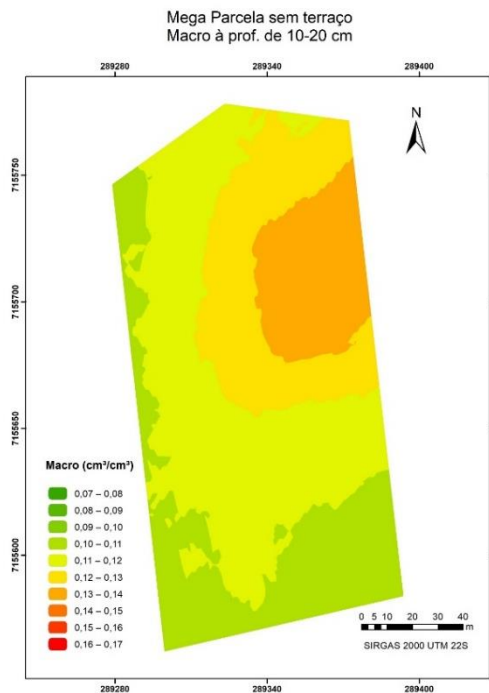 Mega Parcela sem terraço
Macro à prof. de 10-20 cm
289280 289340 289400
N
7155750
7155700
7155650
7155600
Macro (cm³/cm³)
0,07 – 0,08
0,08 – 0,09
0,09 – 0,10
0,10 – 0,11
0,11 – 0,12
0,12 – 0,13
0,13 – 0,14
0,14 – 0,15
0,15 – 0,16
0,16 – 0,17
0 5 10 20 30 40
m
SIRGAS 2000 UTM 22S
289280 289340 289400